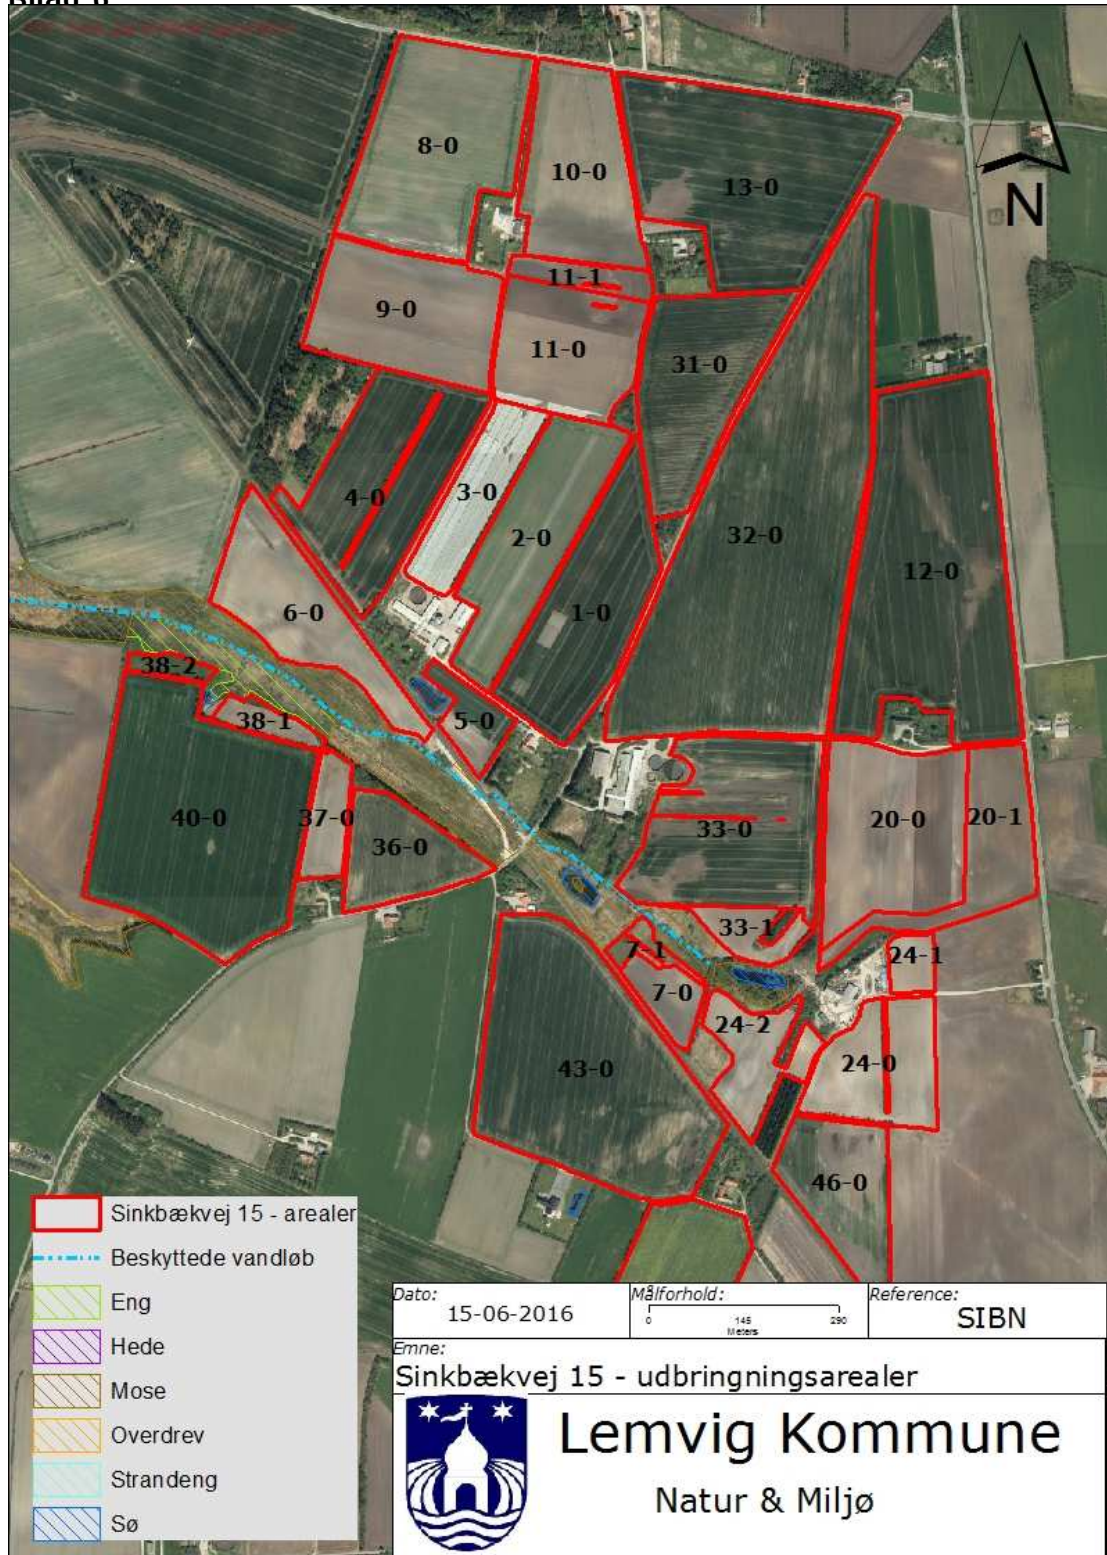 8-0
10-0
13-0
N
11-1
9-0
11-0
31-0
3-0
4-0
2-0
32-0
12-0
6-0
1-0
38-2
38-1
5-0
40-0
37-0
36-0
33-0
20-0
20-1
33-1
7-1
24-1
7-0
24-2
43-0
24-0
46-0
Sinkbækvej 15 - arealer
Beskyttede vandløb
Eng
Hede
Mose
Overdrev
Strandeng
Sø
Dato:
15-06-2016
Målforhold:
0 145 290
Meters
Reference:
SIBN
Emne:
Sinkbækvej 15 - udbringningsarealer
Lemvig Kommune
Natur & Miljø